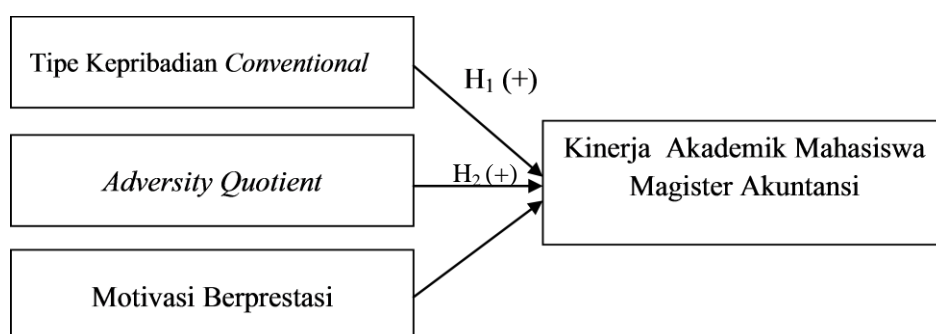 Tipe Kepribadian Conventional
H₁ (+)
Adversity Quotient
H₂ (+)
Kinerja Akademik Mahasiswa
Magister Akuntansi
Motivasi Berprestasi